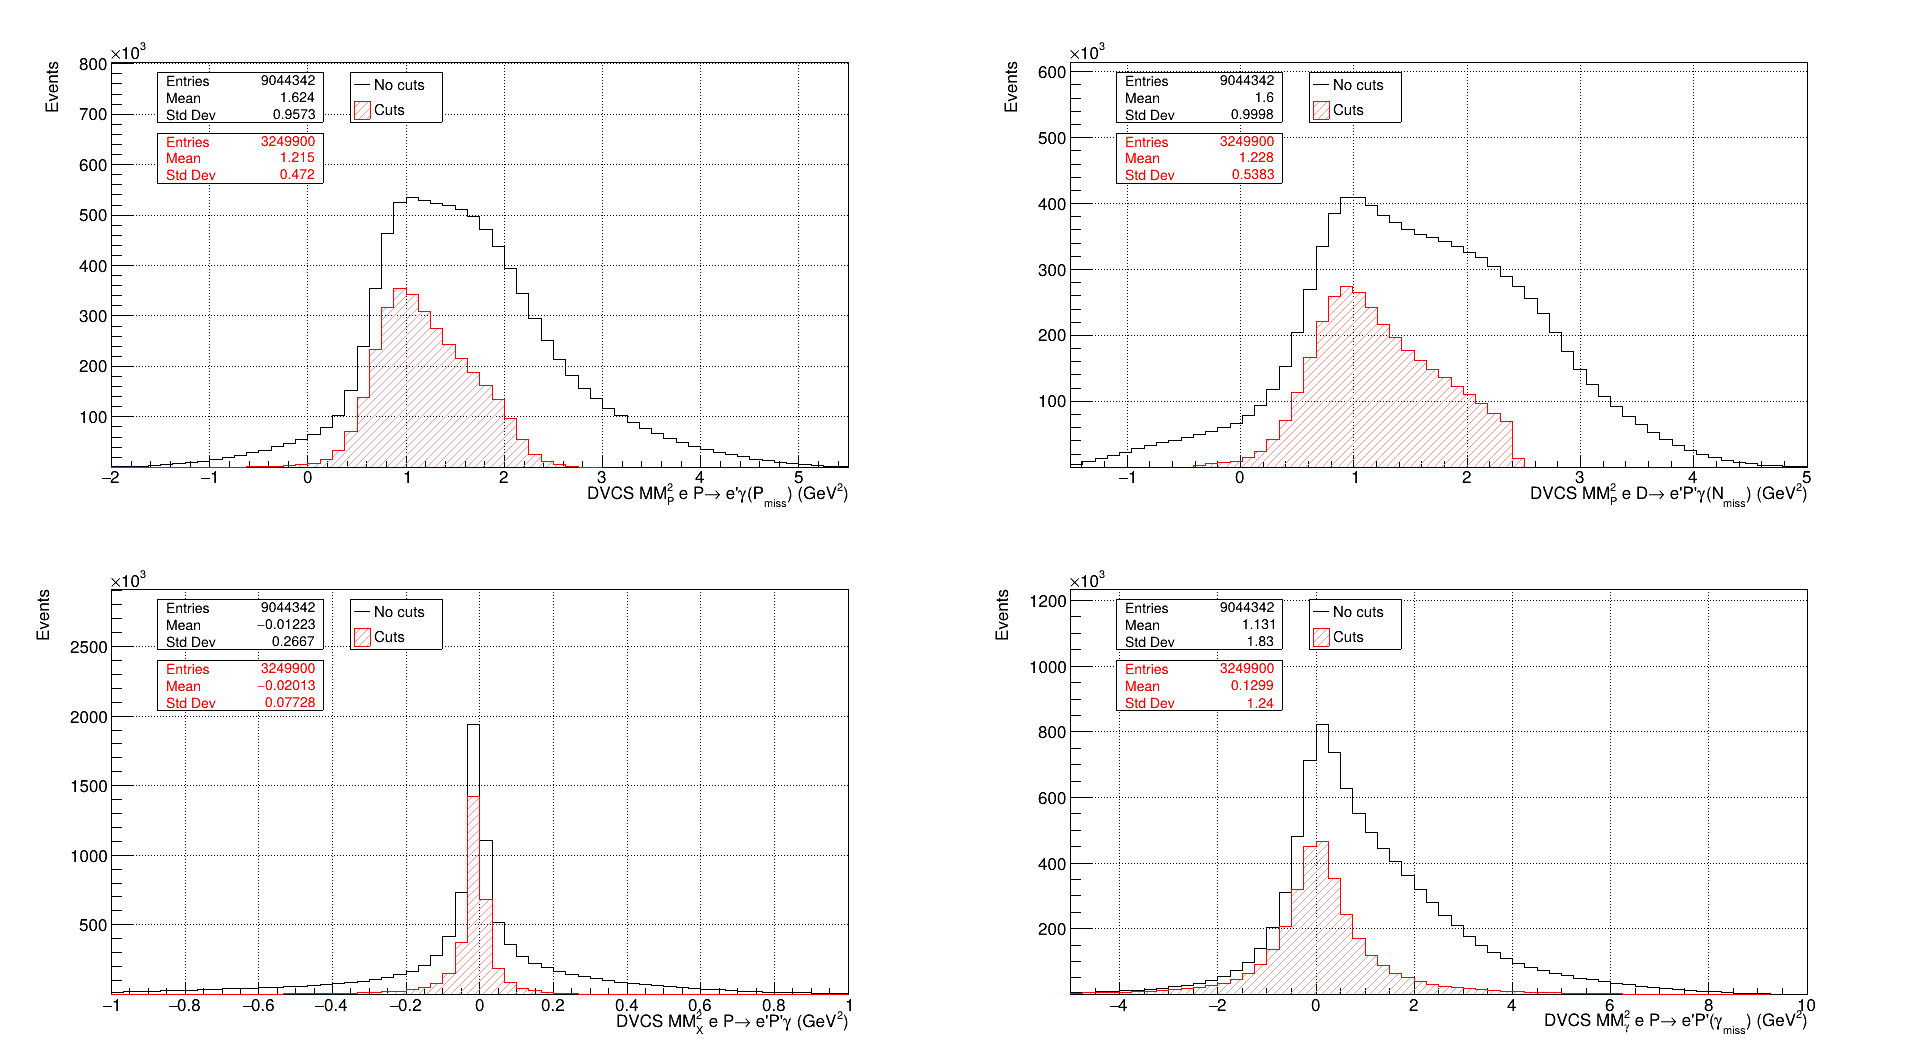 ×10³
Events
800
700
600
500
400
300
200
100
Entries 9044342
Mean 1.624
Std Dev 0.9573
Entries 3249900
Mean 1.215
Std Dev 0.472
No cuts
Cuts
−2 −1 0 1 2 3 4 5
DVCS MM²_P e P→ e'γ(P_miss) (GeV²)
×10³
Events
600
500
400
300
200
100
Entries 9044342
Mean 1.6
Std Dev 0.9998
Entries 3249900
Mean 1.228
Std Dev 0.5383
No cuts
Cuts
−1 0 1 2 3 4 5
DVCS MM²_P e D→ e'P'γ(N_miss) (GeV²)
×10³
Events
2500
2000
1500
1000
500
Entries 9044342
Mean −0.01223
Std Dev 0.2667
Entries 3249900
Mean −0.02013
Std Dev 0.07728
No cuts
Cuts
−1 −0.8 −0.6 −0.4 −0.2 0 0.2 0.4 0.6 0.8 1
DVCS MM²_X e P→ e'P'γ (GeV²)
×10³
Events
1200
1000
800
600
400
200
Entries 9044342
Mean 1.131
Std Dev 1.83
Entries 3249900
Mean 0.1299
Std Dev 1.24
No cuts
Cuts
−4 −2 0 2 4 6 8 10
DVCS MM²_γ e P→ e'P'(γ_miss) (GeV²)